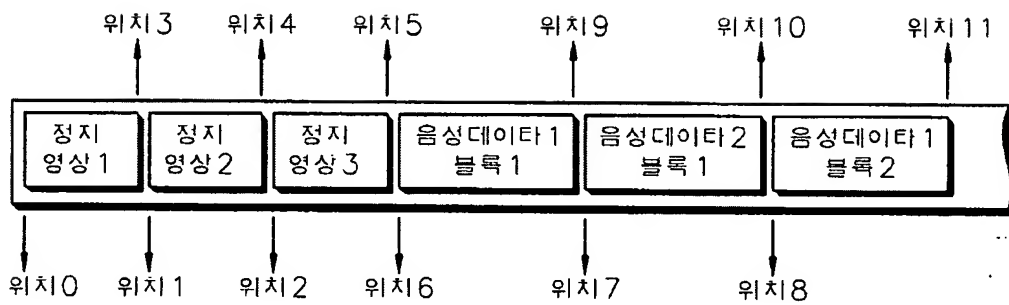 위치3 위치4 위치5 위치9 위치10 위치11
정지 영상1
정지 영상2
정지 영상3
음성데이타1 블록1
음성데이타2 블록1
음성데이타1 블록2
위치0 위치1 위치2 위치6 위치7 위치8